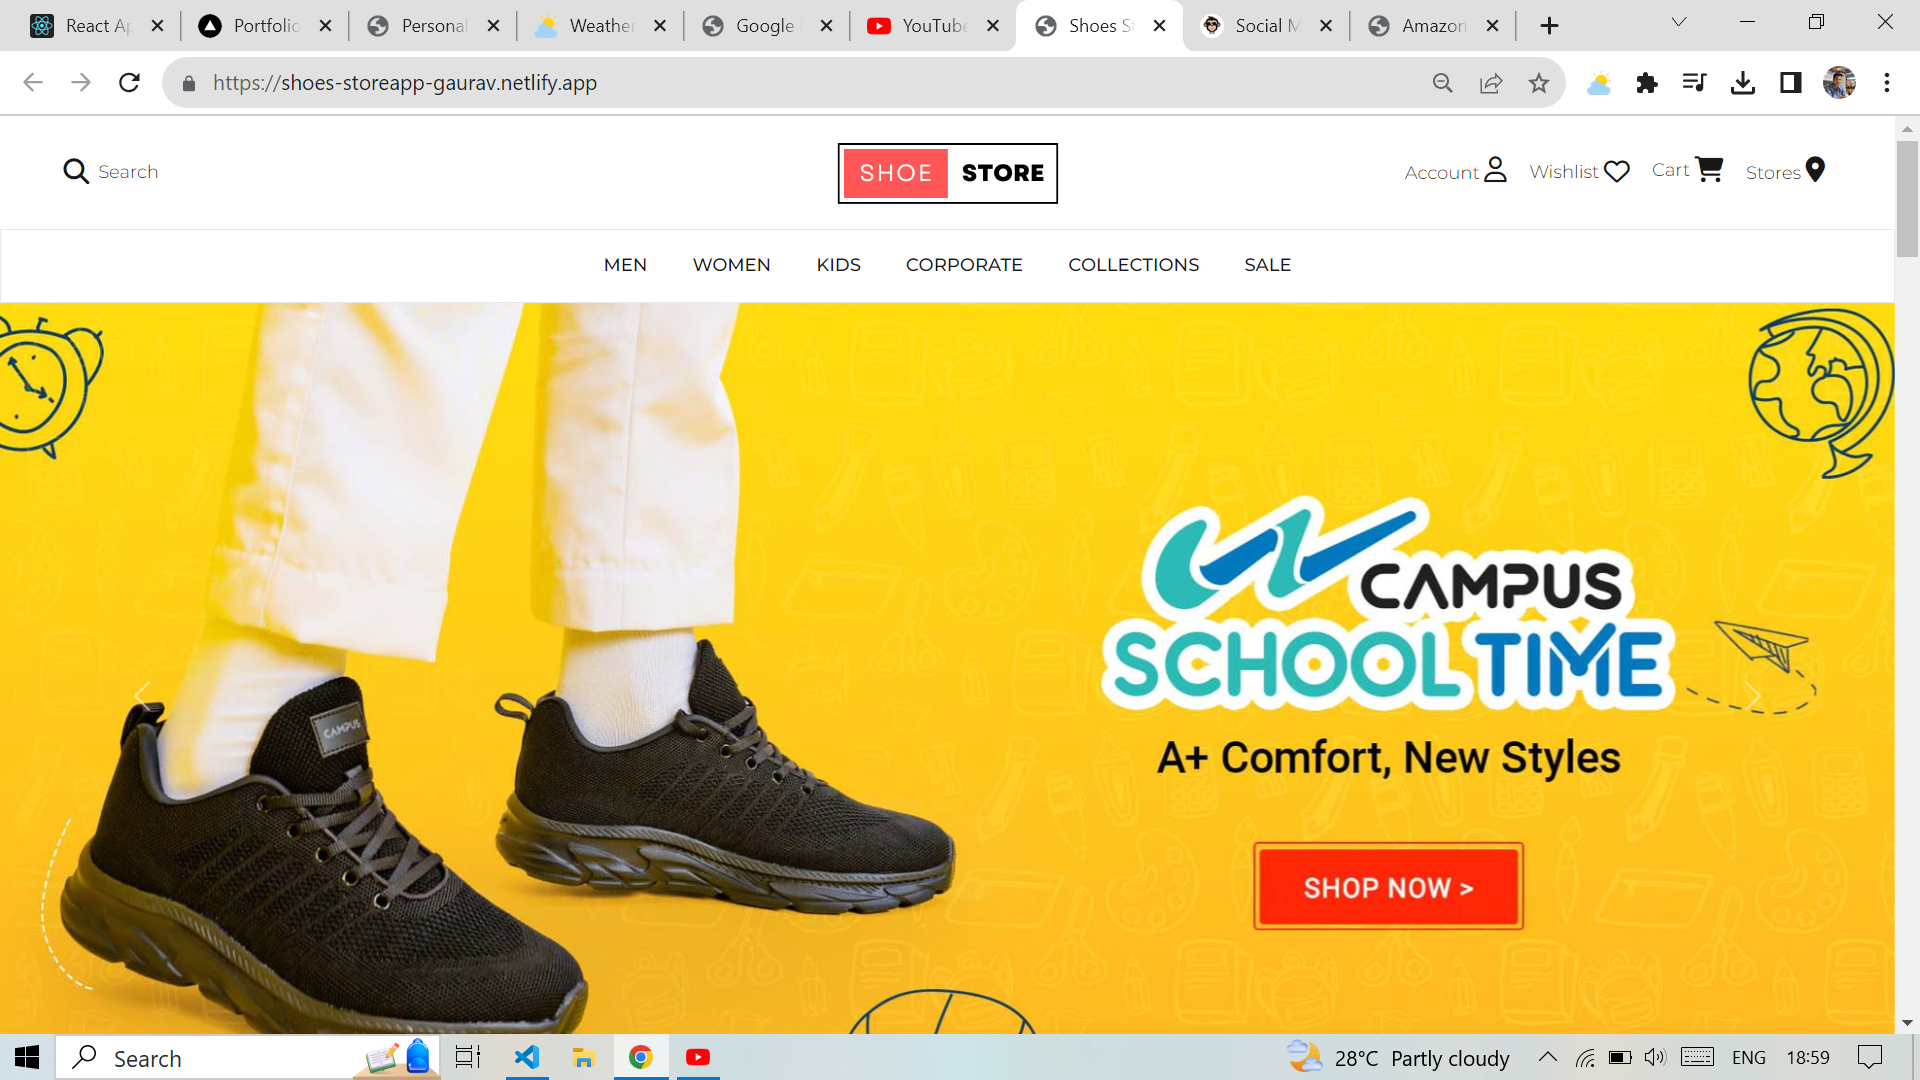 React Ap
Portfolio
Personal
Weather
Google
YouTube
Shoes St
Social M
Amazon
https://shoes-storeapp-gaurav.netlify.app
Search
SHOE STORE
Account
Wishlist
Cart
Stores
MEN WOMEN KIDS CORPORATE COLLECTIONS SALE
CAMPUS
SCHOOL TIME
CAMPUS
A+ Comfort, New Styles
SHOP NOW >
Search
28°C Partly cloudy
ENG
18:59